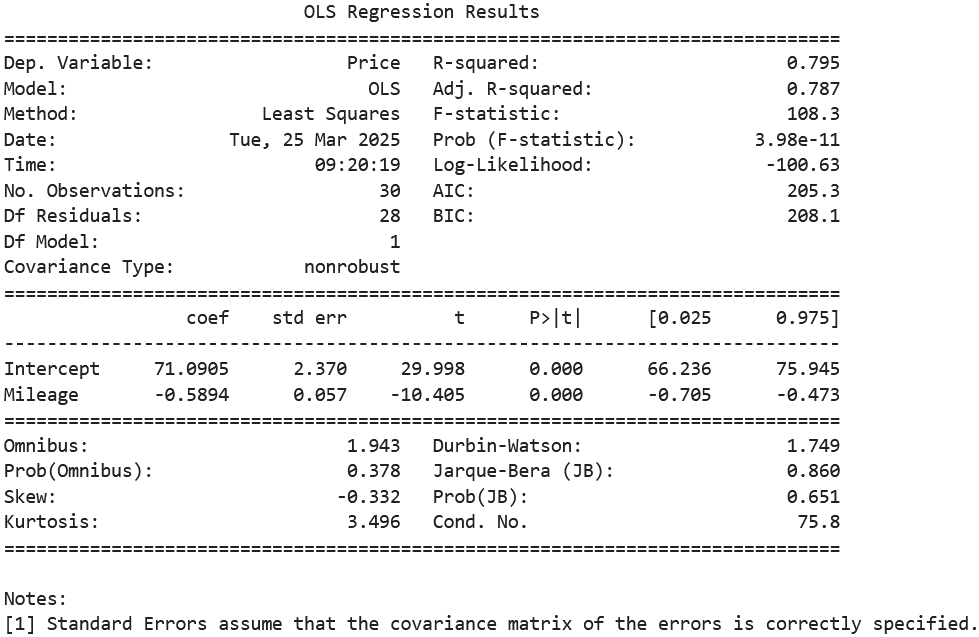 OLS Regression Results
==============================================================================
Dep. Variable:                  Price   R-squared:                       0.795
Model:                            OLS   Adj. R-squared:                  0.787
Method:                 Least Squares   F-statistic:                     108.3
Date:                Tue, 25 Mar 2025   Prob (F-statistic):           3.98e-11
Time:                        09:20:19   Log-Likelihood:                -100.63
No. Observations:                  30   AIC:                             205.3
Df Residuals:                      28   BIC:                             208.1
Df Model:                           1
Covariance Type:            nonrobust
==============================================================================
                 coef    std err          t      P>|t|      [0.025      0.975]
------------------------------------------------------------------------------
Intercept     71.0905      2.370     29.998      0.000      66.236      75.945
Mileage       -0.5894      0.057    -10.405      0.000      -0.705      -0.473
==============================================================================
Omnibus:                        1.943   Durbin-Watson:                   1.749
Prob(Omnibus):                  0.378   Jarque-Bera (JB):                0.860
Skew:                          -0.332   Prob(JB):                        0.651
Kurtosis:                       3.496   Cond. No.                         75.8
==============================================================================
Notes:
[1] Standard Errors assume that the covariance matrix of the errors is correctly specified.